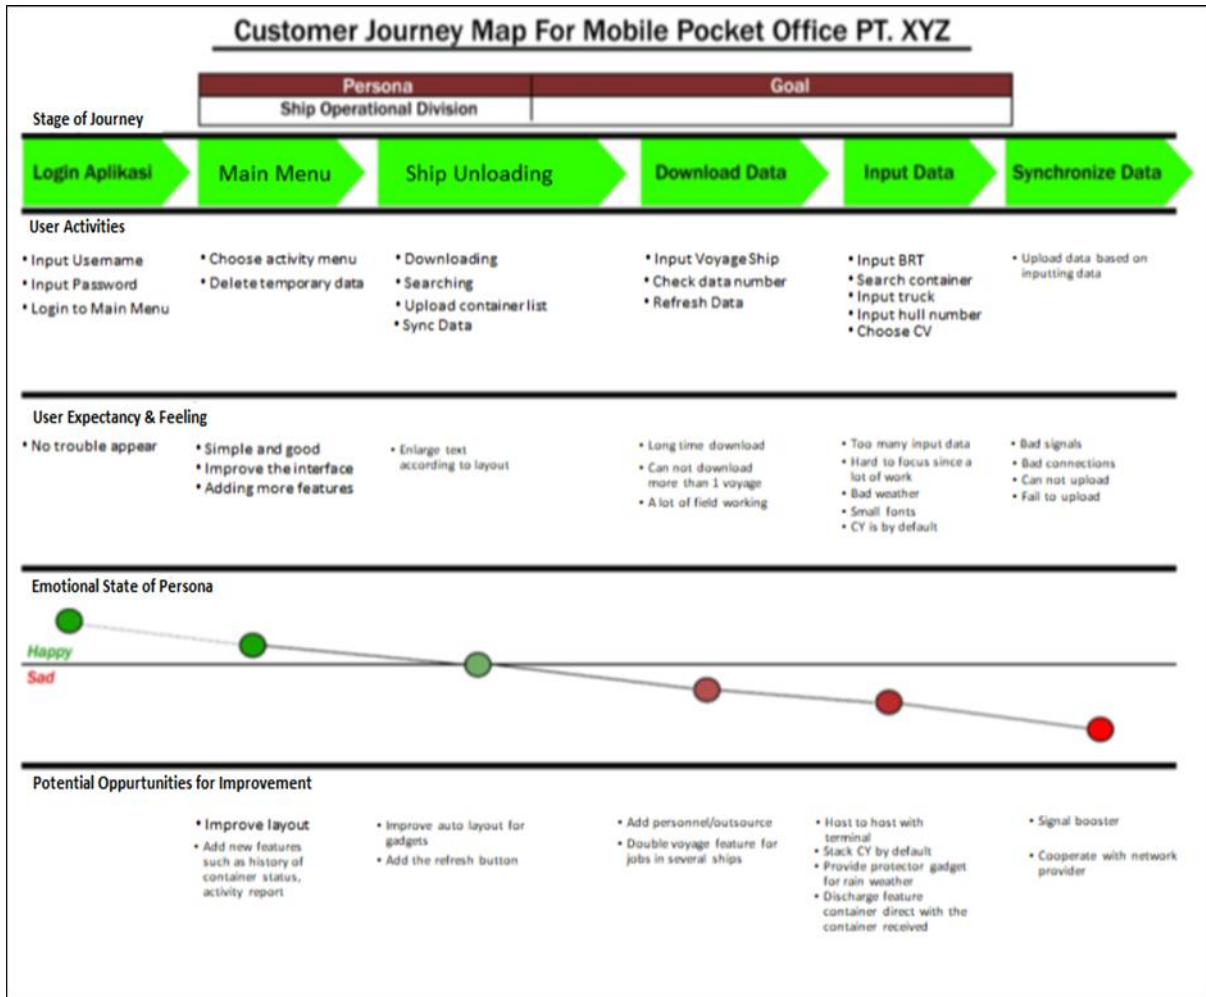 Customer Journey Map For Mobile Pocket Office PT. XYZ
Persona
Goal
Ship Operational Division
Stage of Journey
Login Aplikasi
Main Menu
Ship Unloading
Download Data
Input Data
Synchronize Data
User Activities
• Input Username
• Input Password
• Login to Main Menu
• Choose activity menu
• Delete temporary data
• Downloading
• Searching
• Upload container list
• Sync Data
• Input Voyage Ship
• Check data number
• Refresh Data
• Input BRT
• Search container
• Input truck
• Input hull number
• Choose CV
• Upload data based on
inputting data
User Expectancy & Feeling
• No trouble appear
• Simple and good
• Improve the interface
• Adding more features
• Enlarge text
according to layout
• Long time download
• Can not download
more than 1 voyage
• A lot of field working
• Too many input data
• Hard to focus since a
lot of work
• Bad weather
• Small fonts
• CY is by default
• Bad signals
• Bad connections
• Can not upload
• Fail to upload
Emotional State of Persona
Happy
Sad
Potential Oppurtunities for Improvement
• Improve layout
• Add new features
such as history of
container status,
activity report
• Improve auto layout for
gadgets
• Add the refresh button
• Add personnel/outsource
• Double voyage feature for
jobs in several ships
• Host to host with
terminal
• Stack CY by default
• Provide protector gadget
for rain weather
• Discharge feature
container direct with the
container received
• Signal booster
• Cooperate with network
provider